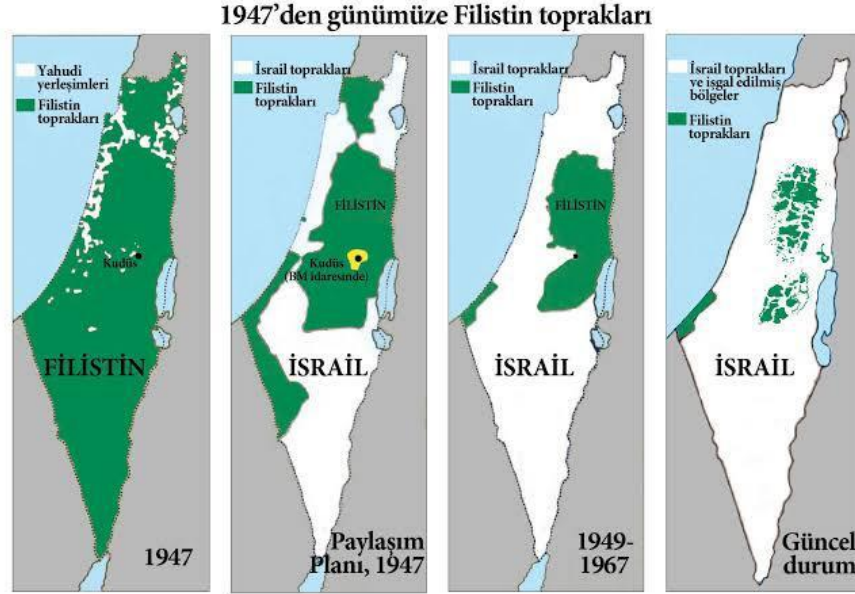 1947’den günümüze Filistin toprakları
Yahudi
yerleşimleri
Filistin
toprakları
Kudüs
FİLİSTİN
1947
İsrail toprakları
Filistin
toprakları
FİLİSTİN
Kudüs
(BM idaresinde)
İSRAİL
Paylaşım
Planı, 1947
İsrail toprakları
Filistin
toprakları
FİLİSTİN
İSRAİL
1949-
1967
İsrail toprakları
ve işgal edilmiş
bölgeler
Filistin
toprakları
İSRAİL
Güncel
durum